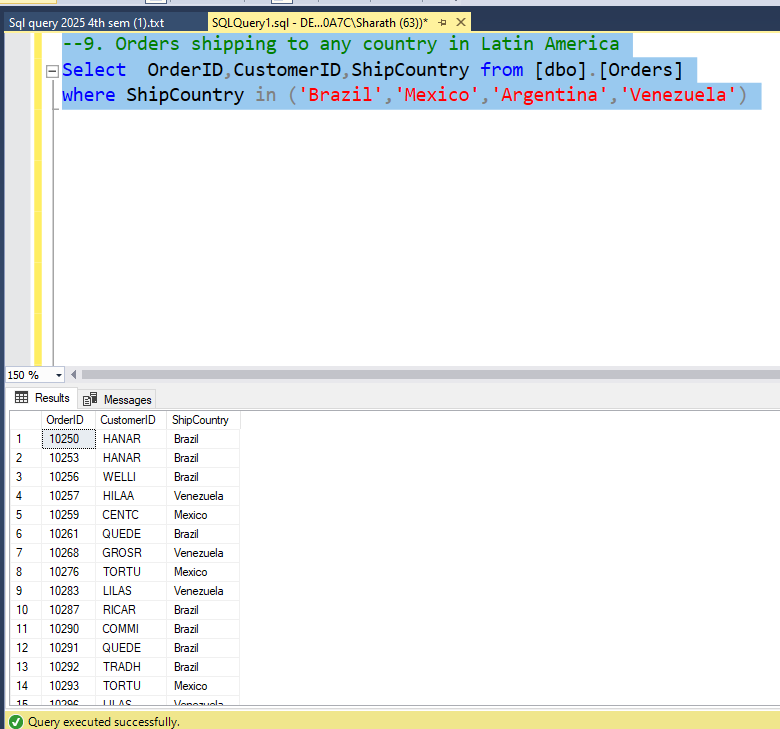 Sql query 2025 4th sem (1).txt SQLQuery1.sql - DE...0A7C\Sharath (63))*
--9. Orders shipping to any country in Latin America
Select  OrderID,CustomerID,ShipCountry from [dbo].[Orders]
where ShipCountry in ('Brazil','Mexico','Argentina','Venezuela')
150 %
Results Messages
OrderID CustomerID ShipCountry
1 10250 HANAR Brazil
2 10253 HANAR Brazil
3 10256 WELLI Brazil
4 10257 HILAA Venezuela
5 10259 CENTC Mexico
6 10261 QUEDE Brazil
7 10268 GROSR Venezuela
8 10276 TORTU Mexico
9 10283 LILAS Venezuela
10 10287 RICAR Brazil
11 10290 COMMI Brazil
12 10291 QUEDE Brazil
13 10292 TRADH Brazil
14 10293 TORTU Mexico
15 10296 LILAS Venezuela
Query executed successfully.